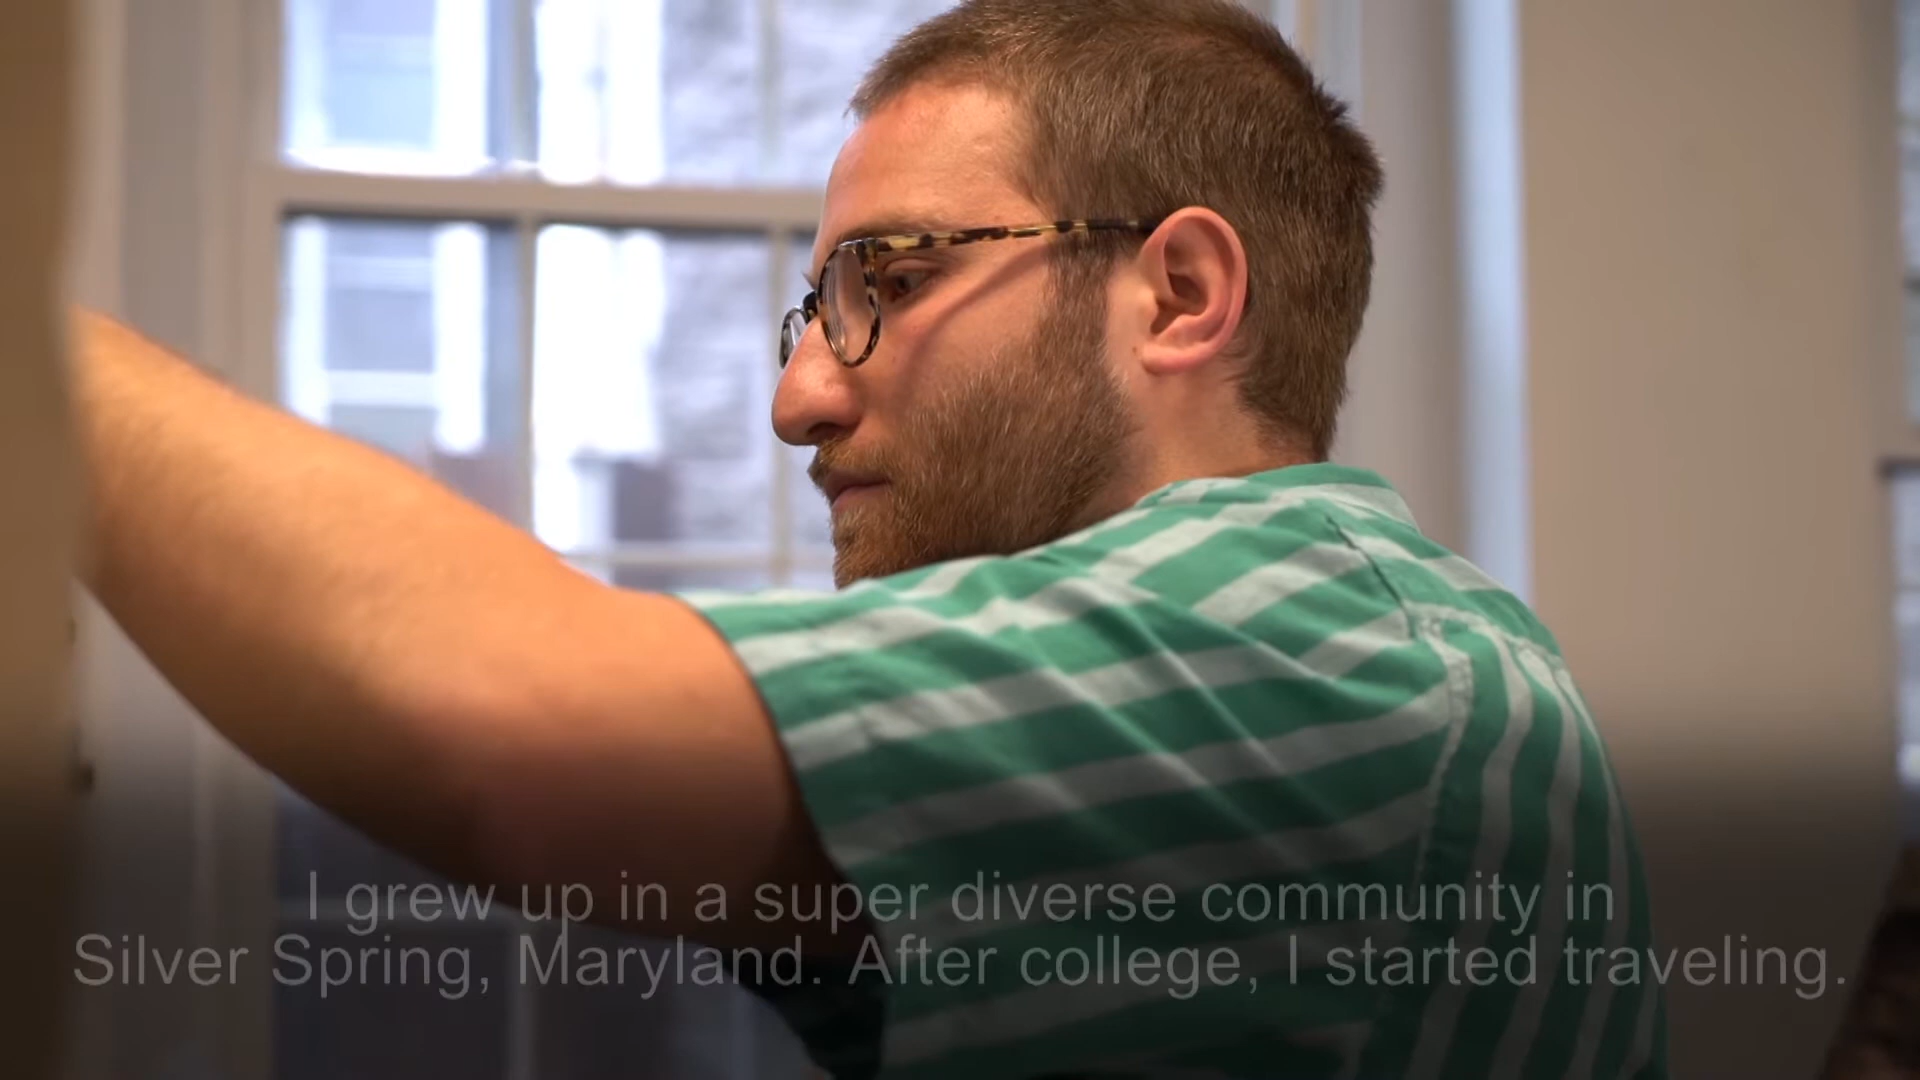 I grew up in a super diverse community in
Silver Spring, Maryland. After college, I started traveling.